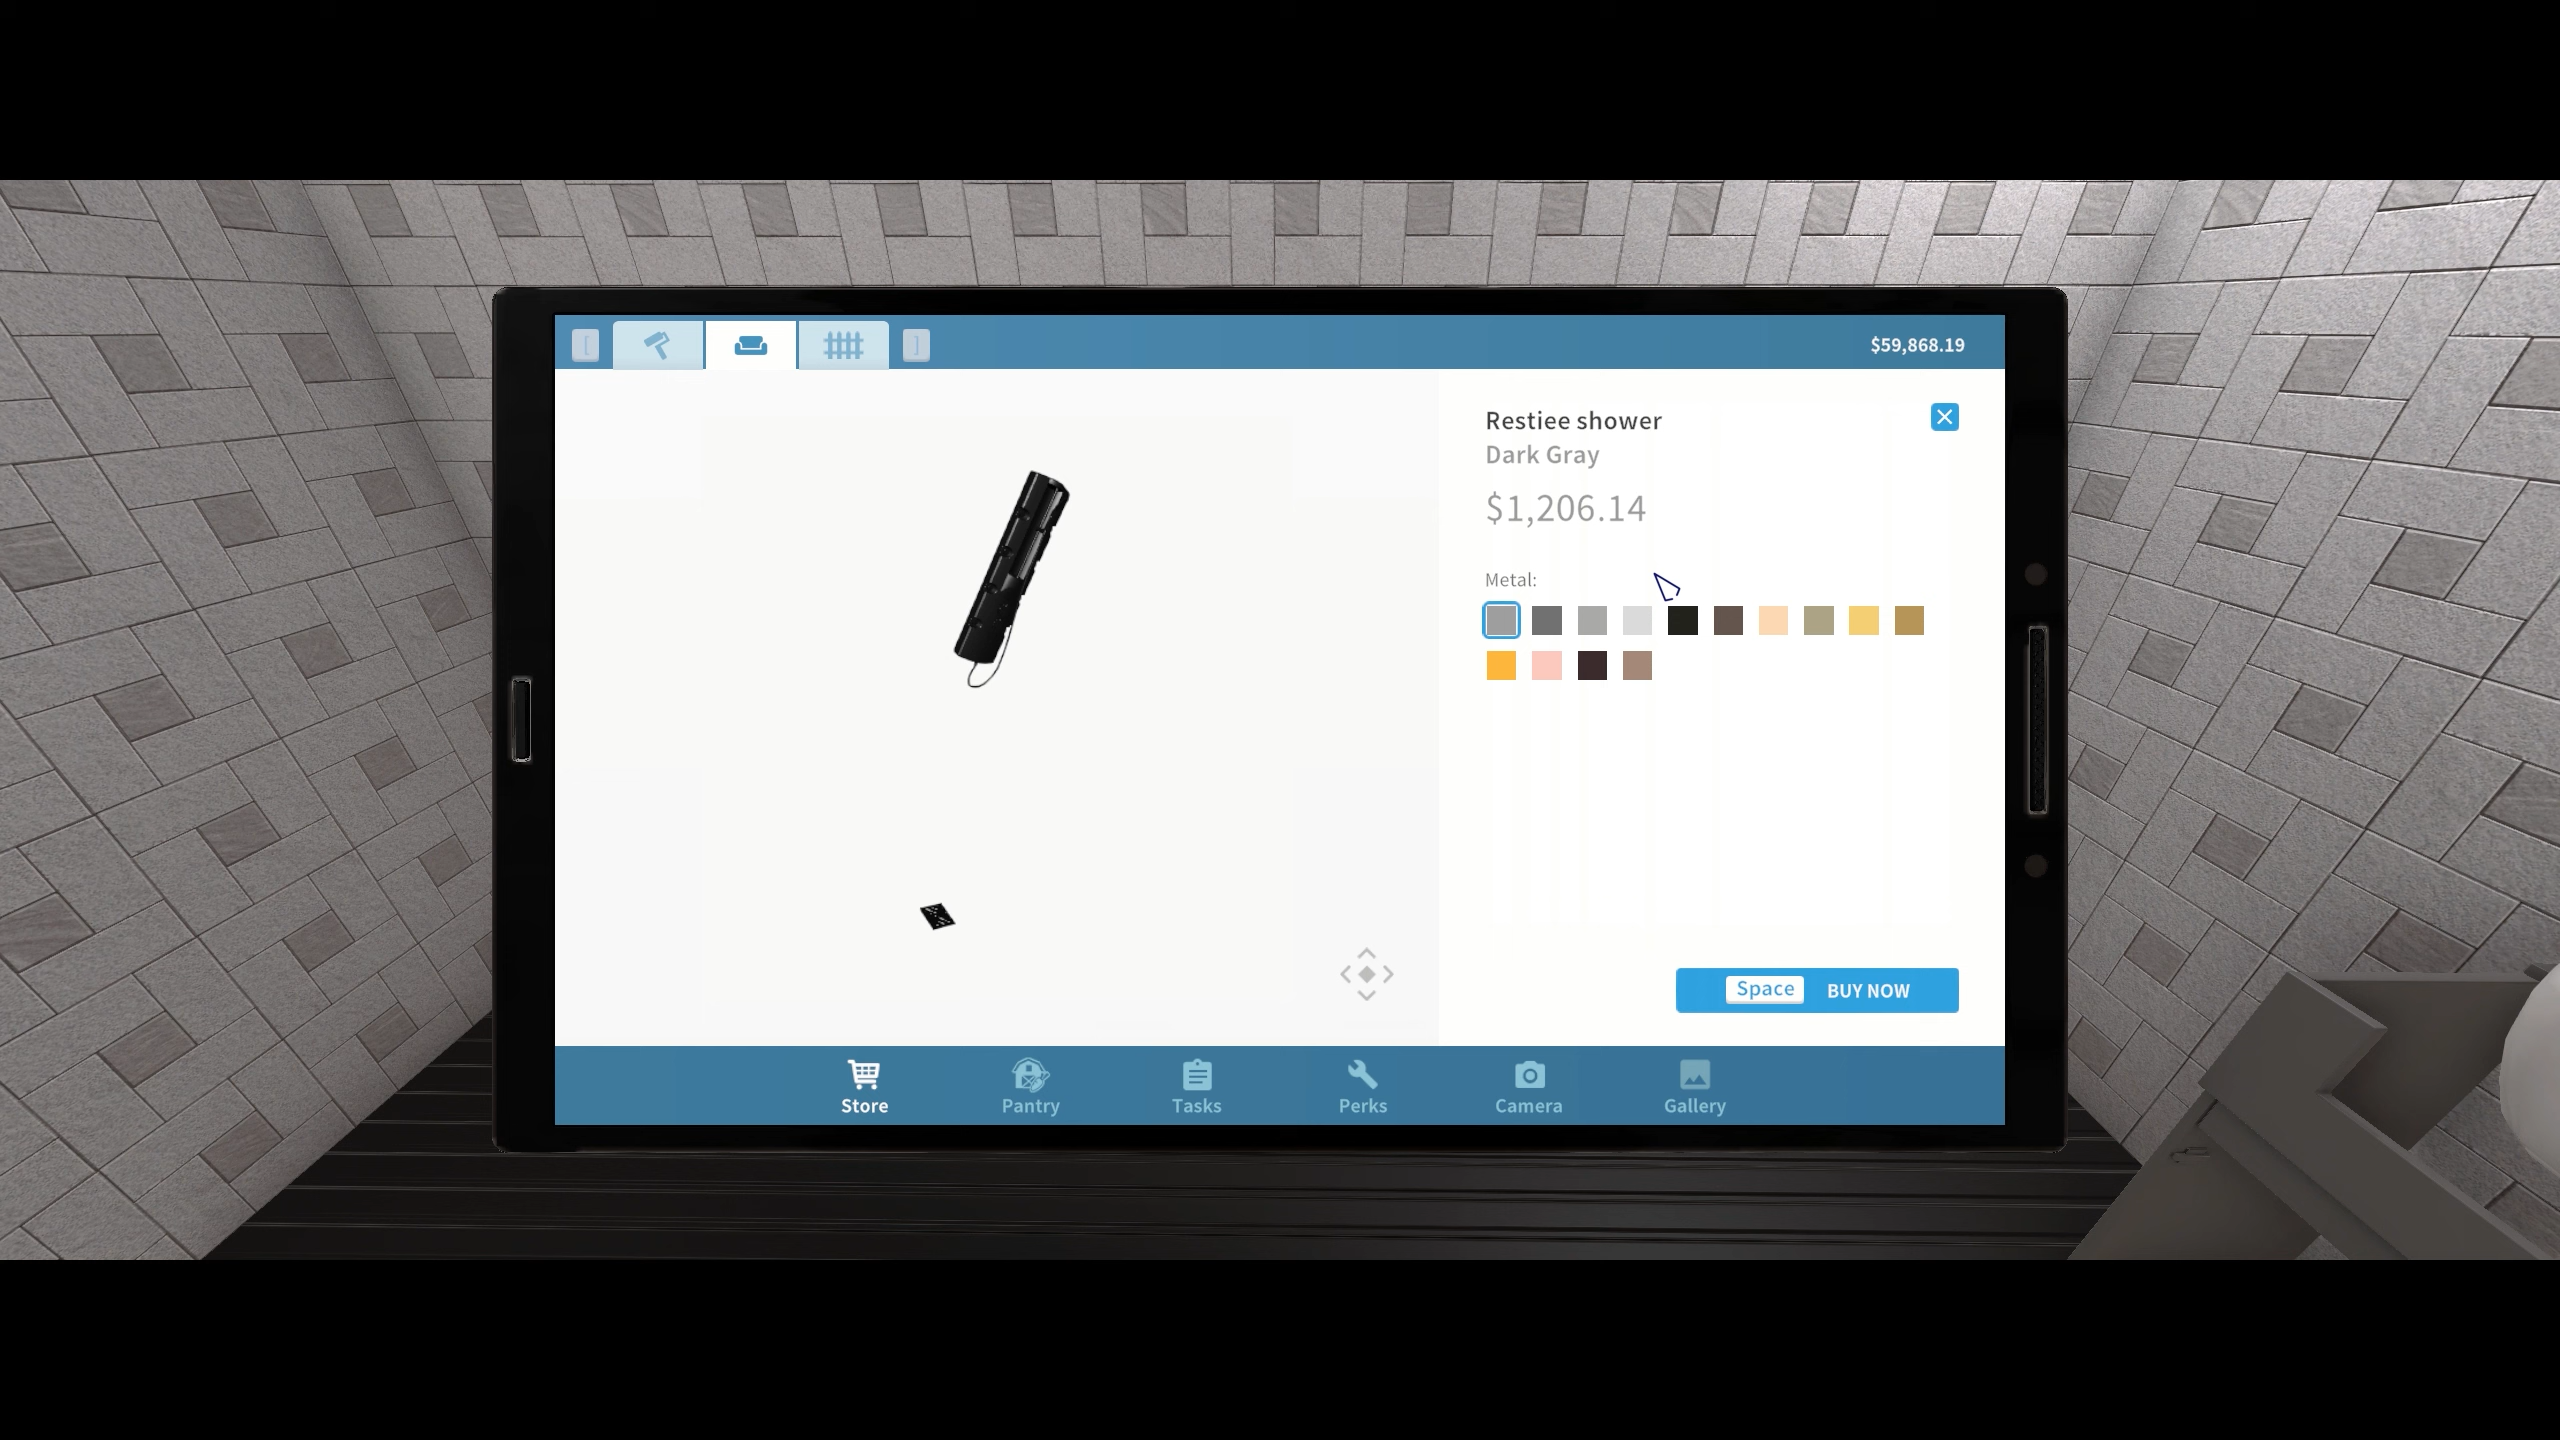 [
]
$59,868.19
Restiee shower
Dark Gray
$1,206.14
Metal:
Space BUY NOW
Store
Pantry
Tasks
Perks
Camera
Gallery